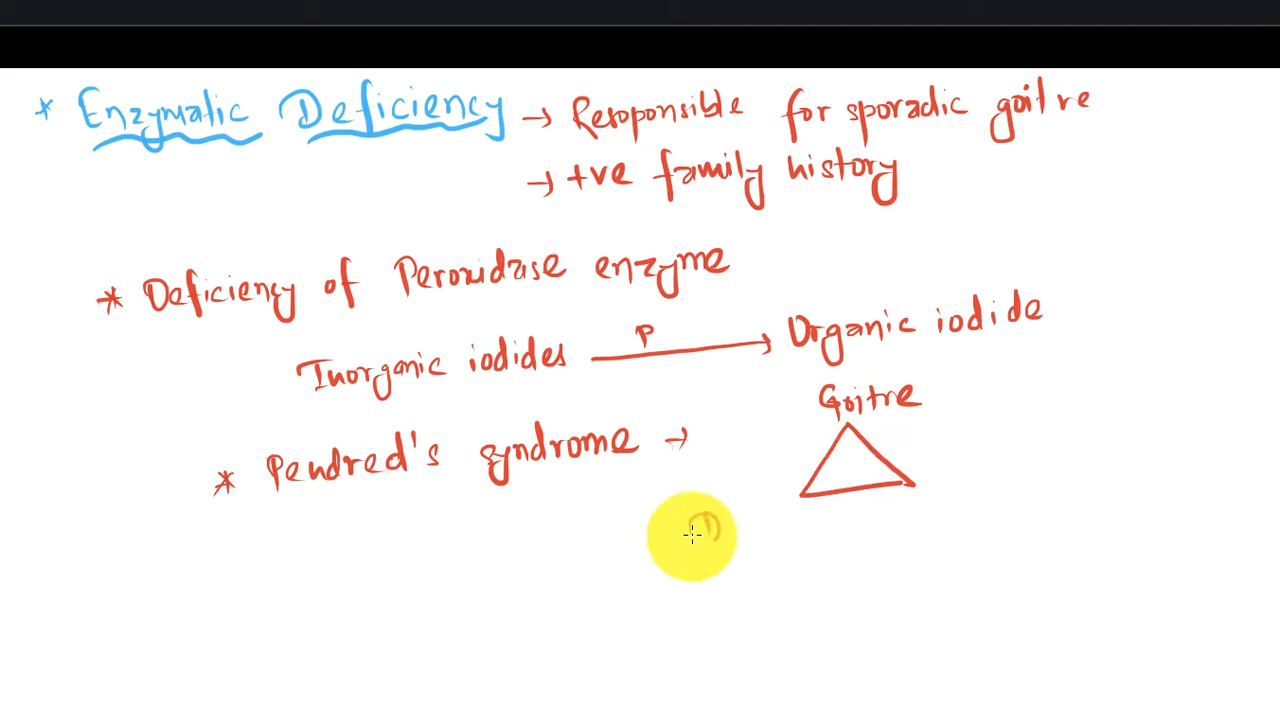 * Enzymatic Deficiency → Responsible for sporadic goitre
→ +ve family history
* Deficiency of Peroxidase enzyme
Inorganic iodides P → Organic iodide
Goitre
* Pendred's syndrome →